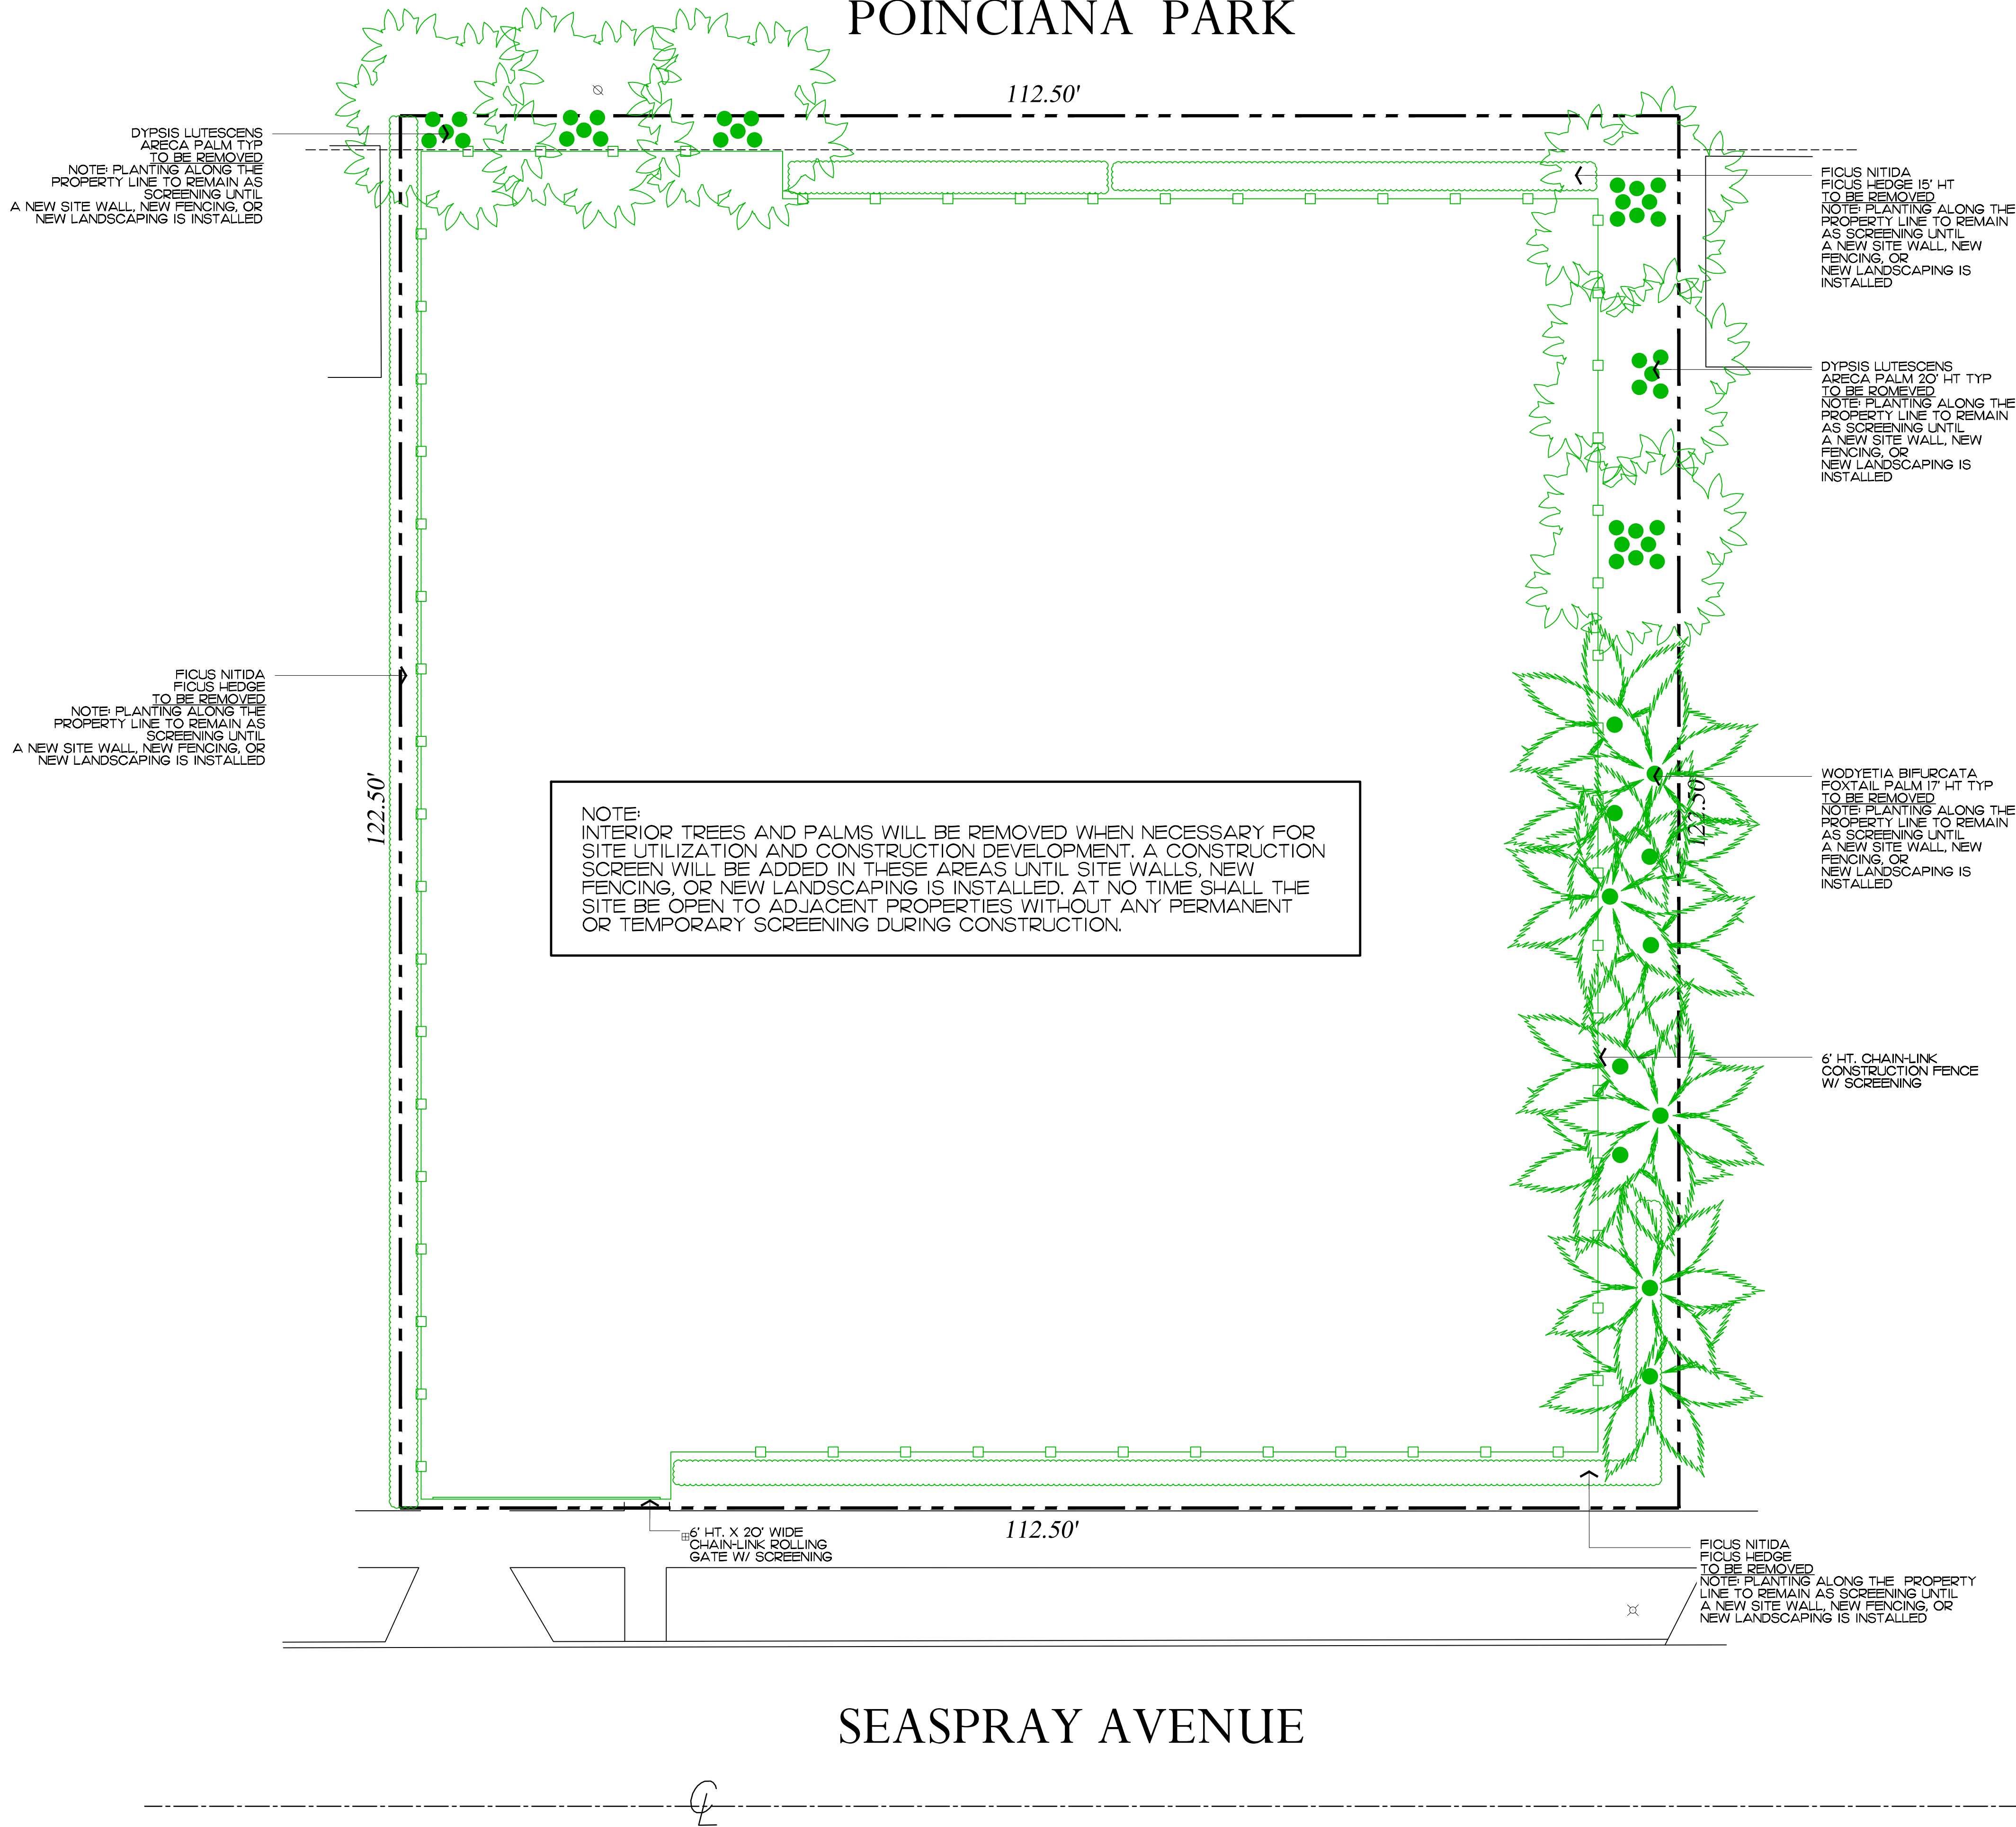 POINCIANA PARK
112.50'
DYPSIS LUTESCENS
ARECA PALM TYP
TO BE REMOVED
NOTE: PLANTING ALONG THE
PROPERTY LINE TO REMAIN AS
SCREENING UNTIL
A NEW SITE WALL, NEW FENCING, OR
NEW LANDSCAPING IS INSTALLED
FICUS NITIDA
FICUS HEDGE 15' HT
TO BE REMOVED
NOTE: PLANTING ALONG THE
PROPERTY LINE TO REMAIN
AS SCREENING UNTIL
A NEW SITE WALL, NEW
FENCING, OR
NEW LANDSCAPING IS
INSTALLED
DYPSIS LUTESCENS
ARECA PALM 20' HT TYP
TO BE ROMEVED
NOTE: PLANTING ALONG THE
PROPERTY LINE TO REMAIN
AS SCREENING UNTIL
A NEW SITE WALL, NEW
FENCING, OR
NEW LANDSCAPING IS
INSTALLED
FICUS NITIDA
FICUS HEDGE
TO BE REMOVED
NOTE: PLANTING ALONG THE
PROPERTY LINE TO REMAIN AS
SCREENING UNTIL
A NEW SITE WALL, NEW FENCING, OR
NEW LANDSCAPING IS INSTALLED
122.50'
NOTE:
INTERIOR TREES AND PALMS WILL BE REMOVED WHEN NECESSARY FOR
SITE UTILIZATION AND CONSTRUCTION DEVELOPMENT. A CONSTRUCTION
SCREEN WILL BE ADDED IN THESE AREAS UNTIL SITE WALLS, NEW
FENCING, OR NEW LANDSCAPING IS INSTALLED. AT NO TIME SHALL THE
SITE BE OPEN TO ADJACENT PROPERTIES WITHOUT ANY PERMANENT
OR TEMPORARY SCREENING DURING CONSTRUCTION.
122.50'
WODYETIA BIFURCATA
FOXTAIL PALM 17' HT TYP
TO BE REMOVED
NOTE: PLANTING ALONG THE
PROPERTY LINE TO REMAIN
AS SCREENING UNTIL
A NEW SITE WALL, NEW
FENCING, OR
NEW LANDSCAPING IS
INSTALLED
6' HT. CHAIN-LINK
CONSTRUCTION FENCE
W/ SCREENING
6' HT. X 20' WIDE
CHAIN-LINK ROLLING
GATE W/ SCREENING
112.50'
FICUS NITIDA
FICUS HEDGE
TO BE REMOVED
NOTE: PLANTING ALONG THE PROPERTY
LINE TO REMAIN AS SCREENING UNTIL
A NEW SITE WALL, NEW FENCING, OR
NEW LANDSCAPING IS INSTALLED
SEASPRAY AVENUE
CL